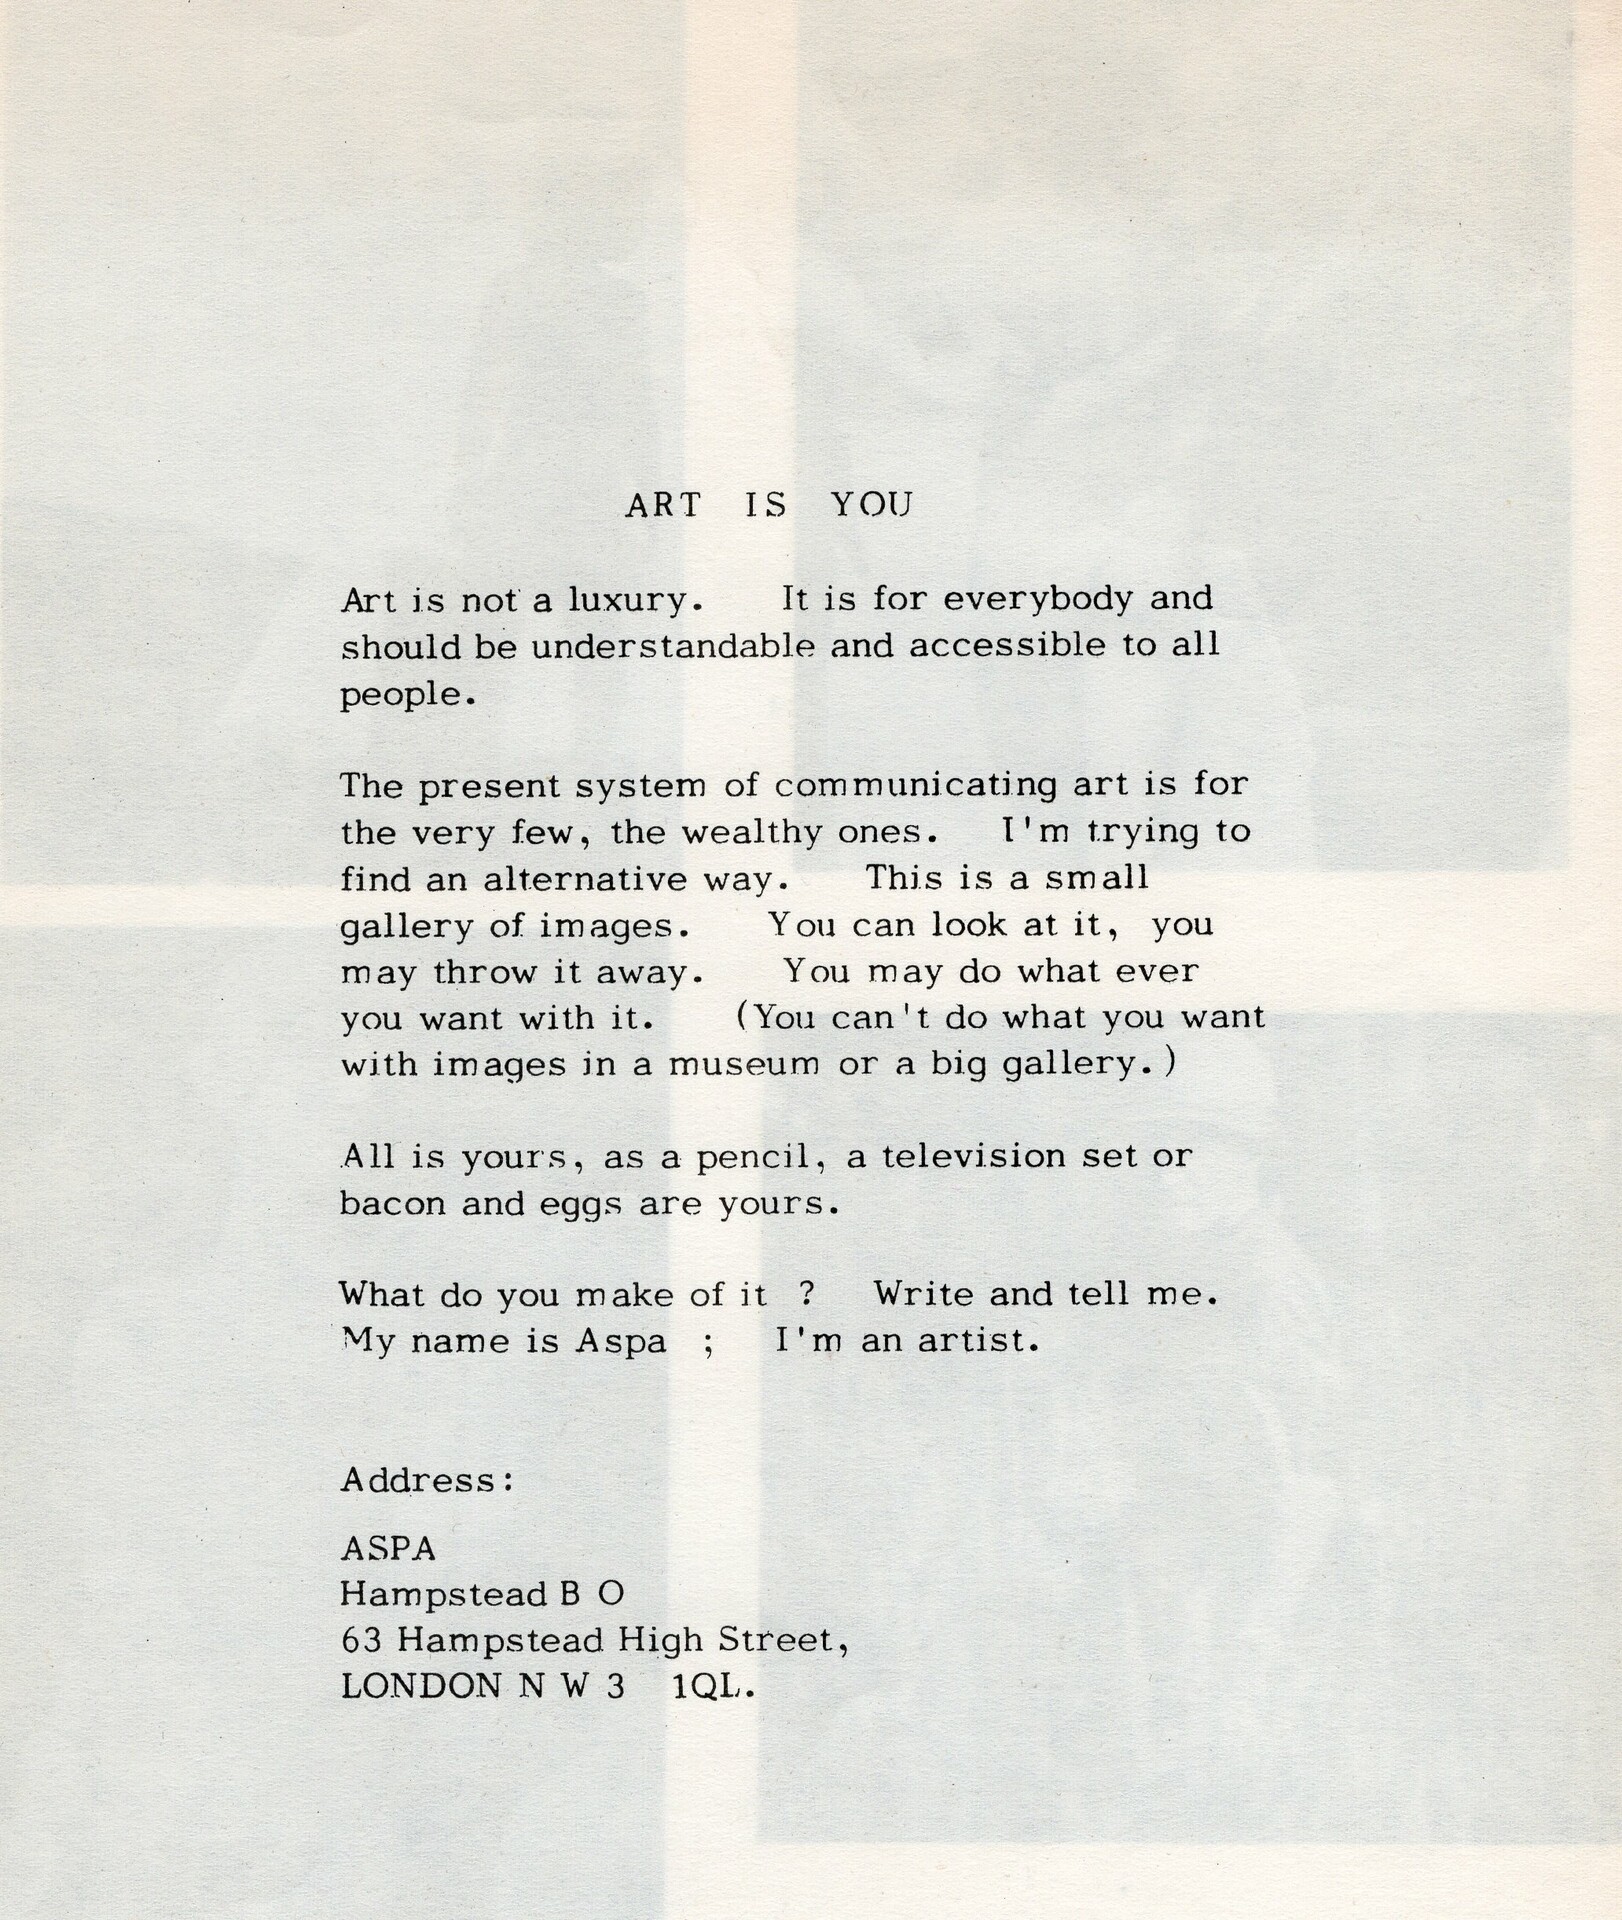 ART IS YOU
Art is not a luxury. It is for everybody and
should be understandable and accessible to all
people.
The present system of communicating art is for
the very few, the wealthy ones. I'm trying to
find an alternative way. This is a small
gallery of images. You can look at it, you
may throw it away. You may do what ever
you want with it. (You can't do what you want
with images in a museum or a big gallery.)
All is yours, as a pencil, a television set or
bacon and eggs are yours.
What do you make of it ? Write and tell me.
My name is Aspa ; I'm an artist.
Address:
ASPA
Hampstead B O
63 Hampstead High Street,
LONDON N W 3 1QL.